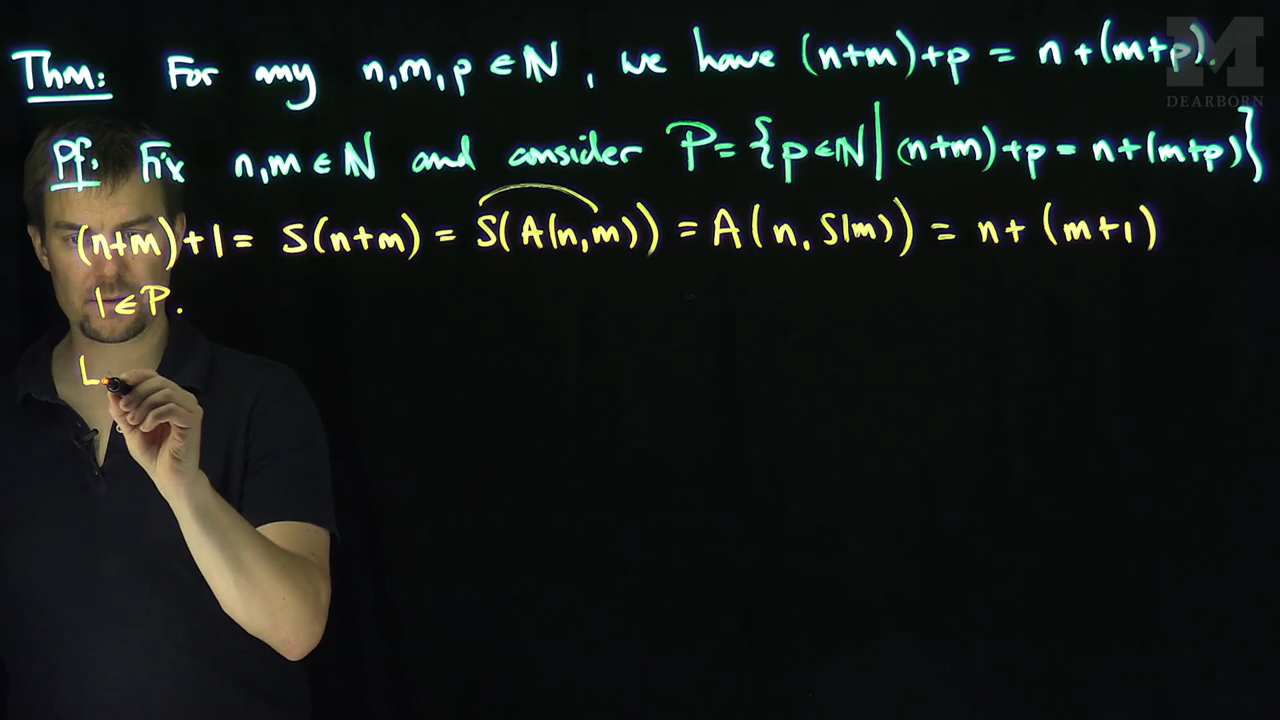 Thm: For any n,m,p ∈ ℕ, we have (n+m)+p = n+(m+p).
M
DEARBORN
Pf: Fix n,m ∈ ℕ and consider P = {p∈ℕ | (n+m)+p = n+(m+p)}
(n+m)+1 = S(n+m) = S(A(n,m)) = A(n, S(m)) = n+(m+1)
1 ∈ P.
L